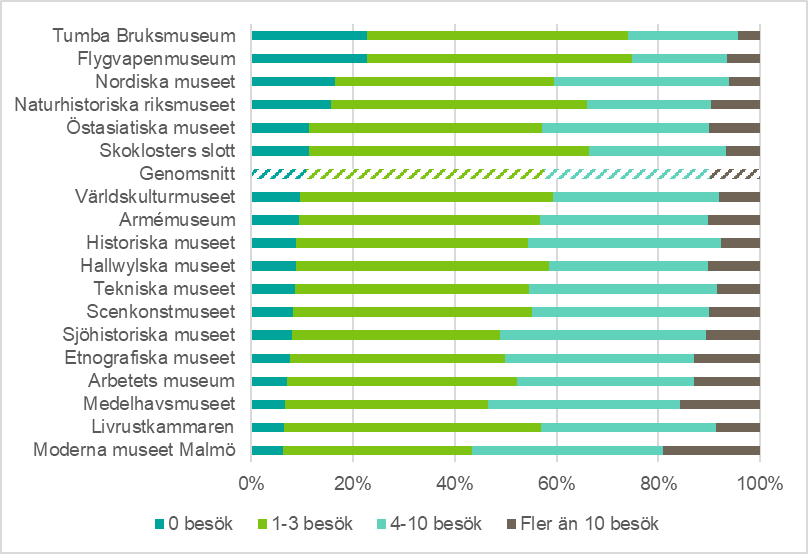 Tumba Bruksmuseum
Flygvapenmuseum
Nordiska museet
Naturhistoriska riksmuseet
Östasiatiska museet
Skoklosters slott
Genomsnitt
Världskulturmuseet
Armémuseum
Historiska museet
Hallwylska museet
Tekniska museet
Scenkonstmuseet
Sjöhistoriska museet
Etnografiska museet
Arbetets museum
Medelhavsmuseet
Livrustkammaren
Moderna museet Malmö
0% 20% 40% 60% 80% 100%
0 besök 1-3 besök 4-10 besök Fler än 10 besök